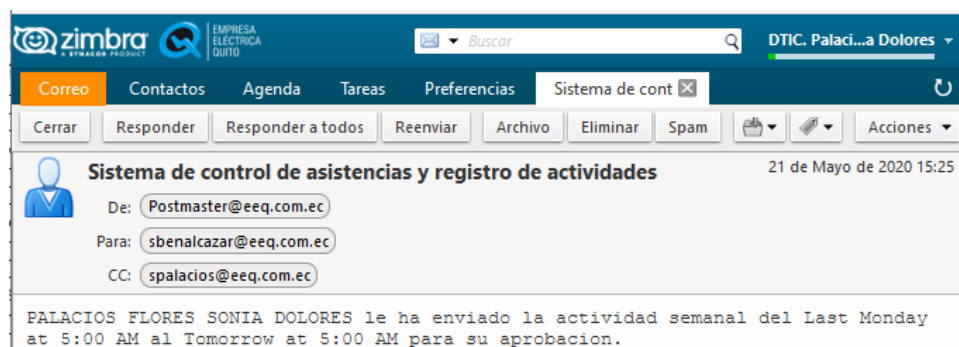 zimbra EMPRESA
A SYNACOR PRODUCT ELÉCTRICA
QUITO
Buscar
DTIC. Palaci...a Dolores
Correo Contactos Agenda Tareas Preferencias Sistema de cont
Cerrar Responder Responder a todos Reenviar Archivo Eliminar Spam Acciones
Sistema de control de asistencias y registro de actividades 21 de Mayo de 2020 15:25
De: Postmaster@eeq.com.ec
Para: sbenalcazar@eeq.com.ec
CC: spalacios@eeq.com.ec
PALACIOS FLORES SONIA DOLORES le ha enviado la actividad semanal del Last Monday
at 5:00 AM al Tomorrow at 5:00 AM para su aprobacion.